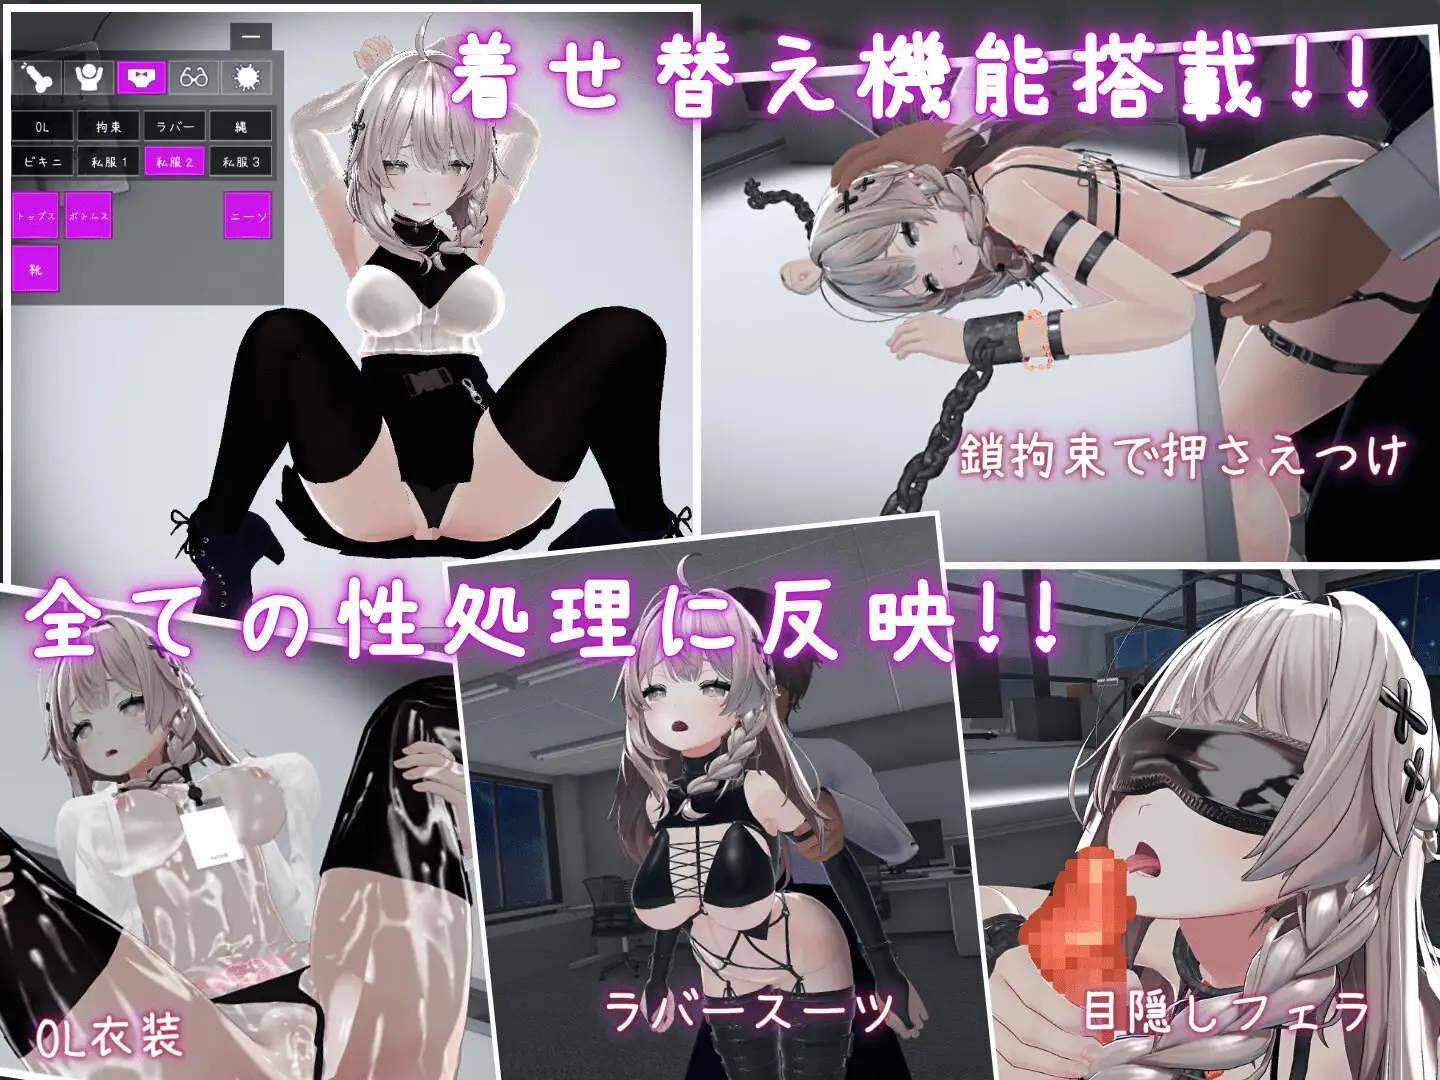 着せ替え機能搭載!!
OL 拘束 ラバー 縄
ビキニ 私服1 私服2 私服3
トップス ボトムス ニーソ
靴
鎖拘束で押さえつけ
全ての性処理に反映!!
OL衣装
ラバースーツ
目隠しフェラ